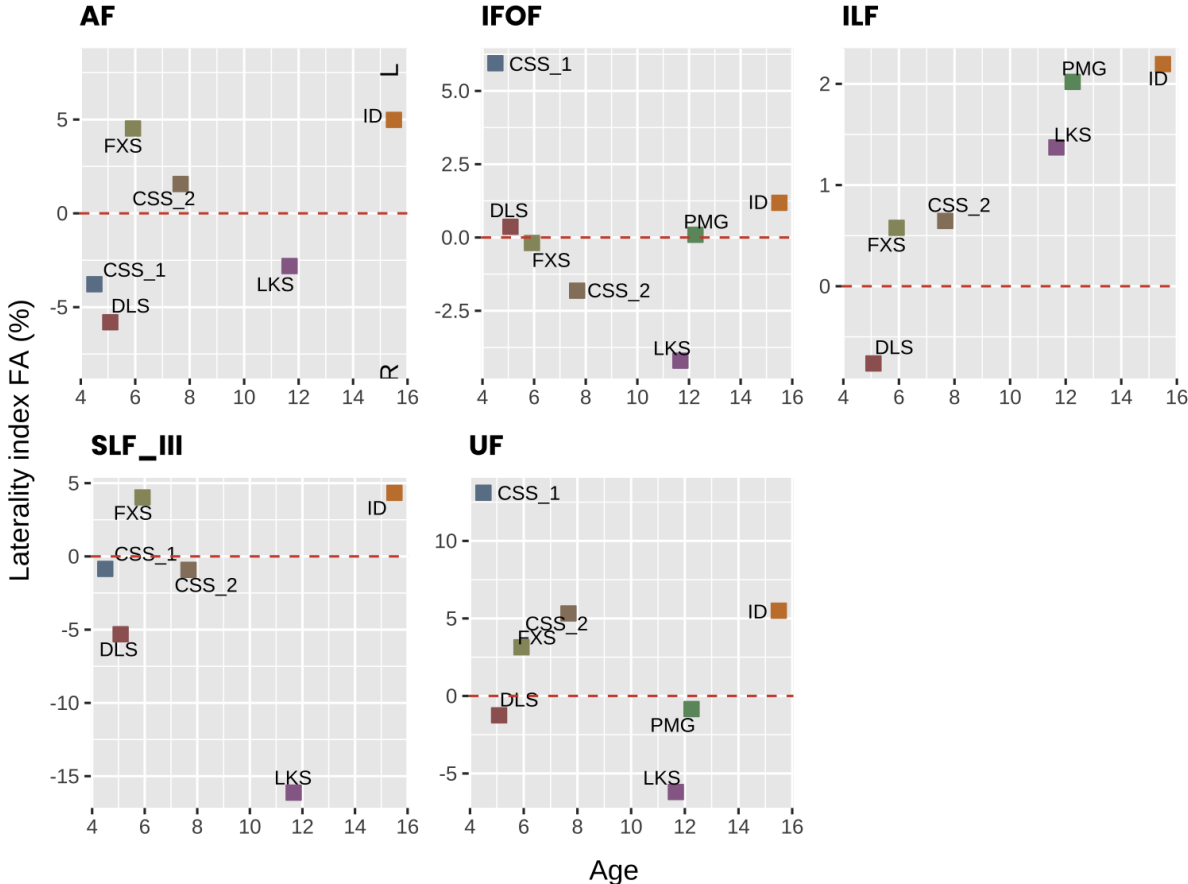 AF
IFOF
ILF
Laterality index FA (%)
L
5
0
-5
R
FXS
ID
CSS_2
CSS_1
DLS
LKS
4 6 8 10 12 14 16
5.0
2.5
0.0
-2.5
CSS_1
DLS
FXS
PMG
ID
CSS_2
LKS
4 6 8 10 12 14 16
2
1
0
PMG
ID
LKS
CSS_2
FXS
DLS
4 6 8 10 12 14 16
SLF_III
UF
5
0
-5
-10
-15
FXS
ID
CSS_1
CSS_2
DLS
LKS
4 6 8 10 12 14 16
10
5
0
-5
CSS_1
CSS_2
FXS
ID
DLS
PMG
LKS
4 6 8 10 12 14 16
Age